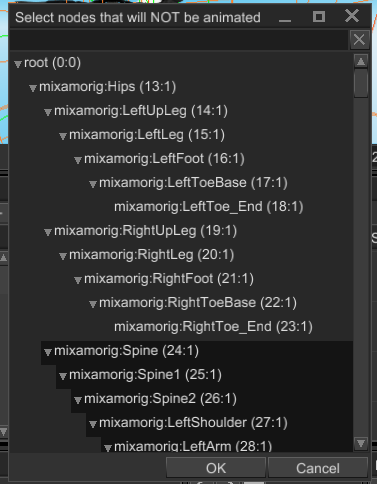 Select nodes that will NOT be animated
root (0:0)
mixamorig:Hips (13:1)
mixamorig:LeftUpLeg (14:1)
mixamorig:LeftLeg (15:1)
mixamorig:LeftFoot (16:1)
mixamorig:LeftToeBase (17:1)
mixamorig:LeftToe_End (18:1)
mixamorig:RightUpLeg (19:1)
mixamorig:RightLeg (20:1)
mixamorig:RightFoot (21:1)
mixamorig:RightToeBase (22:1)
mixamorig:RightToe_End (23:1)
mixamorig:Spine (24:1)
mixamorig:Spine1 (25:1)
mixamorig:Spine2 (26:1)
mixamorig:LeftShoulder (27:1)
mixamorig:LeftArm (28:1)
OK Cancel